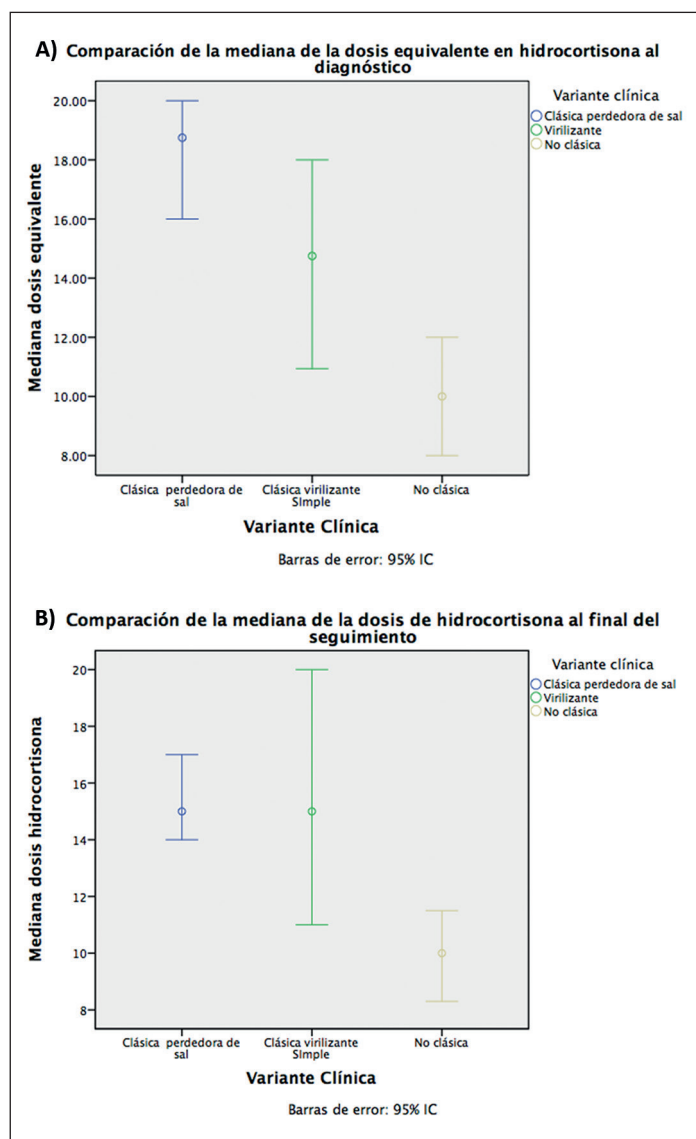 A) Comparación de la mediana de la dosis equivalente en hidrocortisona al
diagnóstico
Variante clínica
Clásica perdedora de sal
Virilizante
No clásica
Mediana dosis equivalente
20.00
18.00
16.00
14.00
12.00
10.00
8.00
Clásica perdedora de
sal
Clásica virilizante
SImple
No clásica
Variante Clínica
Barras de error: 95% IC
B) Comparación de la mediana de la dosis de hidrocortisona al final del
seguimiento
Variante clínica
Clásica perdedora de sal
Virilizante
No clásica
Mediana dosis hidrocortisona
20
18
16
14
12
10
8
Clásica perdedora de
sal
Clásica virilizante
SImple
No clásica
Variante Clínica
Barras de error: 95% IC